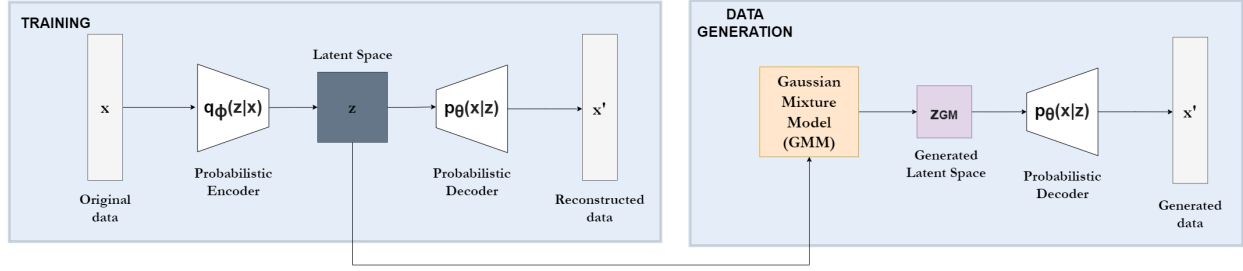 TRAINING
x
Original
data
qϕ(z|x)
Probabilistic
Encoder
Latent Space
z
pθ(x|z)
Probabilistic
Decoder
x'
Reconstructed
data
DATA
GENERATION
Gaussian
Mixture
Model
(GMM)
zGM
Generated
Latent Space
pθ(x|z)
Probabilistic
Decoder
x'
Generated
data